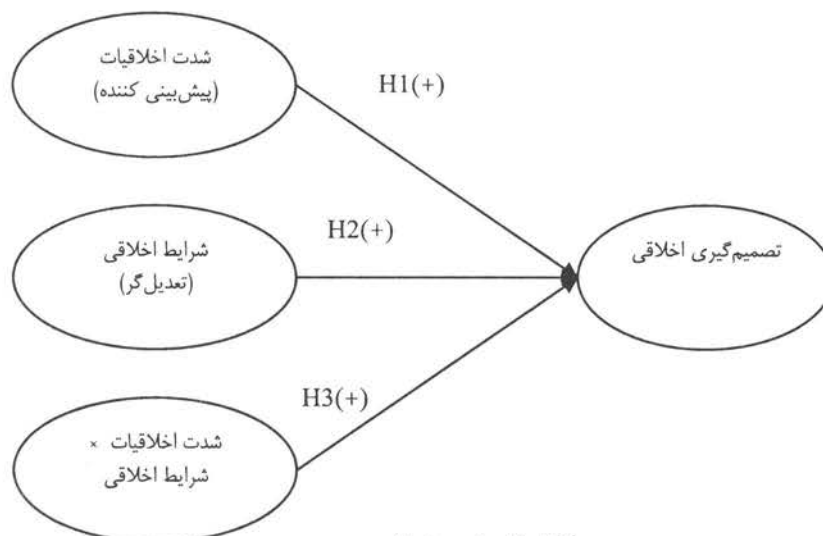 شدت اخلاقیات
(پیش‌بینی کننده)
H1(+)
شرایط اخلاقی
(تعدیل‌گر)
H2(+)
تصمیم‌گیری اخلاقی
شدت اخلاقیات ×
شرایط اخلاقی
H3(+)